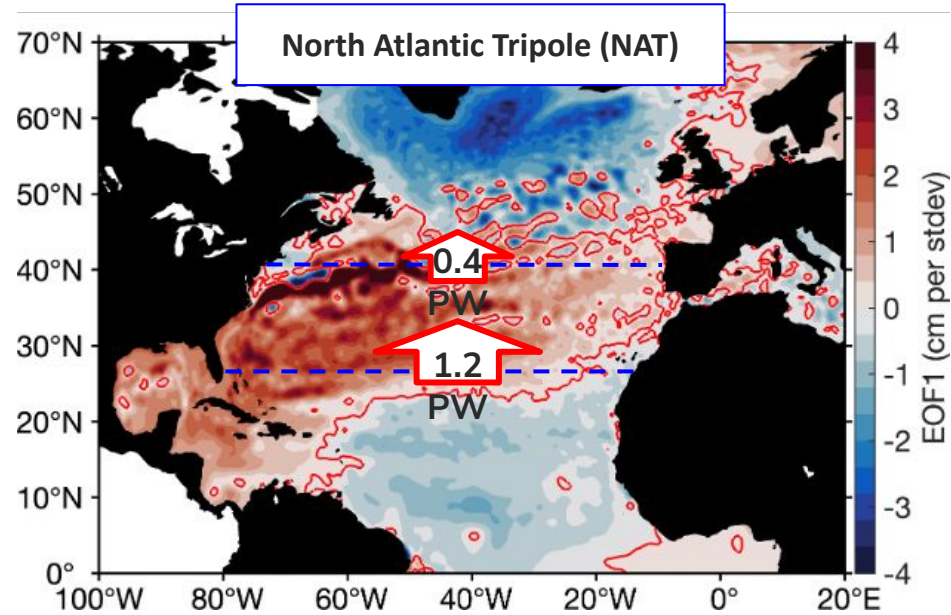 North Atlantic Tripole (NAT)
70°N
60°N
50°N
40°N
30°N
20°N
10°N
0°
100°W 80°W 60°W 40°W 20°W 0° 20°E
0.4
PW
1.2
PW
4
3
2
1
0
-1
-2
-3
-4
EOF1 (cm per stdev)